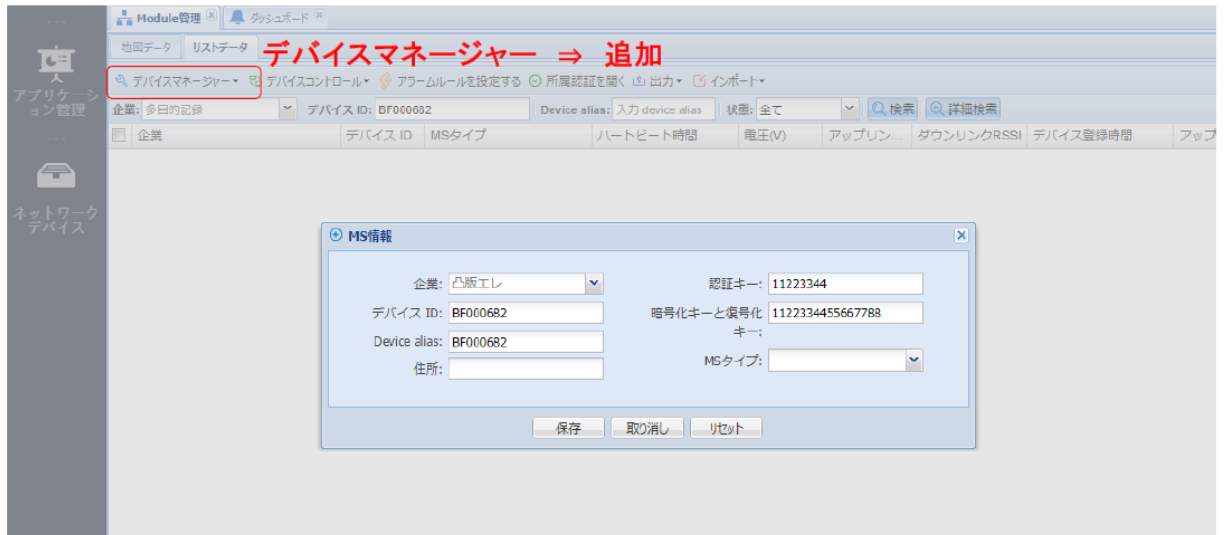 Module管理
ダッシュボード
地図データ リストデータ
デバイスマネージャー ⇒ 追加
デバイスマネージャー デバイスコントロール アラームルールを設定する 所属認証を開く 出力 インポート
企業: 多目的記録 デバイス ID: BF000682 Device alias: 入力 device alias 状態: 全て 検索 詳細検索
企業 デバイス ID MSタイプ ハートビート時間 電圧(V) アップリン... ダウンリンクRSSI デバイス登録時間 アップ
アプリケーシ
ョン管理
ネットワーク
デバイス
MS情報
企業: 凸版エレ
認証キー: 11223344
デバイス ID: BF000682
暗号化キーと復号化
キー: 1122334455667788
Device alias: BF000682
MSタイプ:
住所:
保存 取り消し リセット